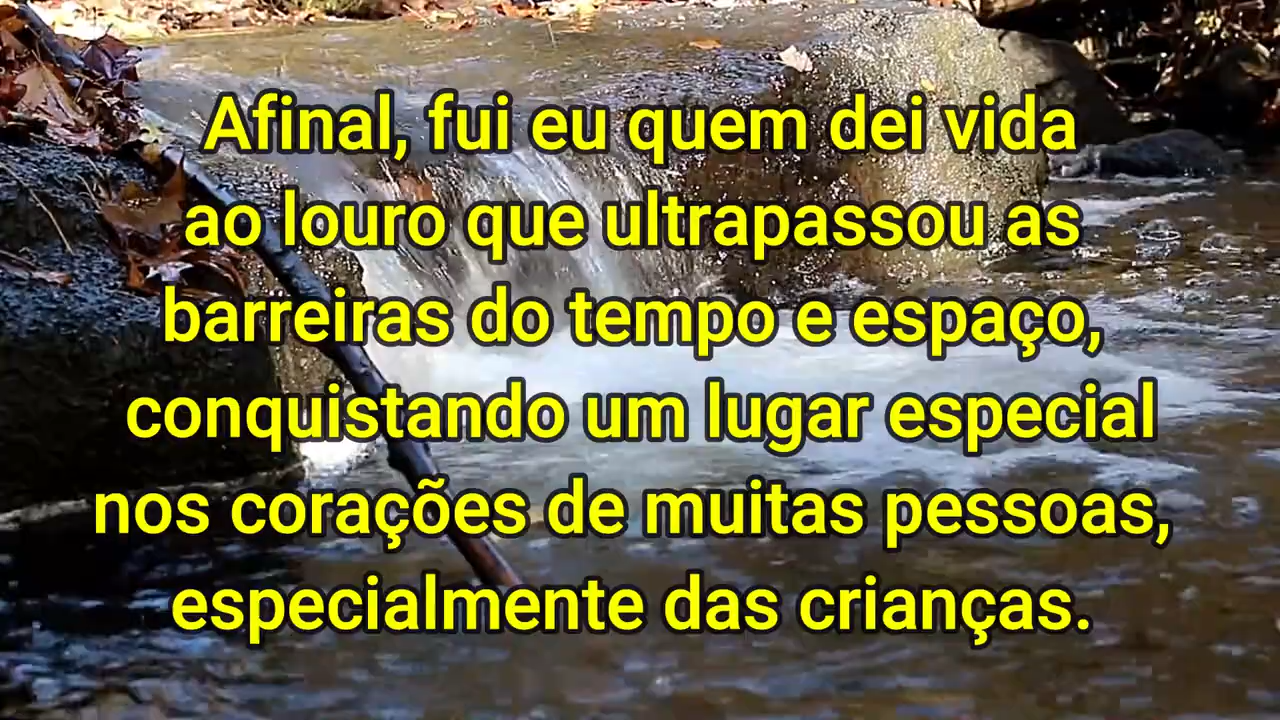 Afinal, fui eu quem dei vida
ao louro que ultrapassou as
barreiras do tempo e espaço,
conquistando um lugar especial
nos corações de muitas pessoas,
especialmente das crianças.